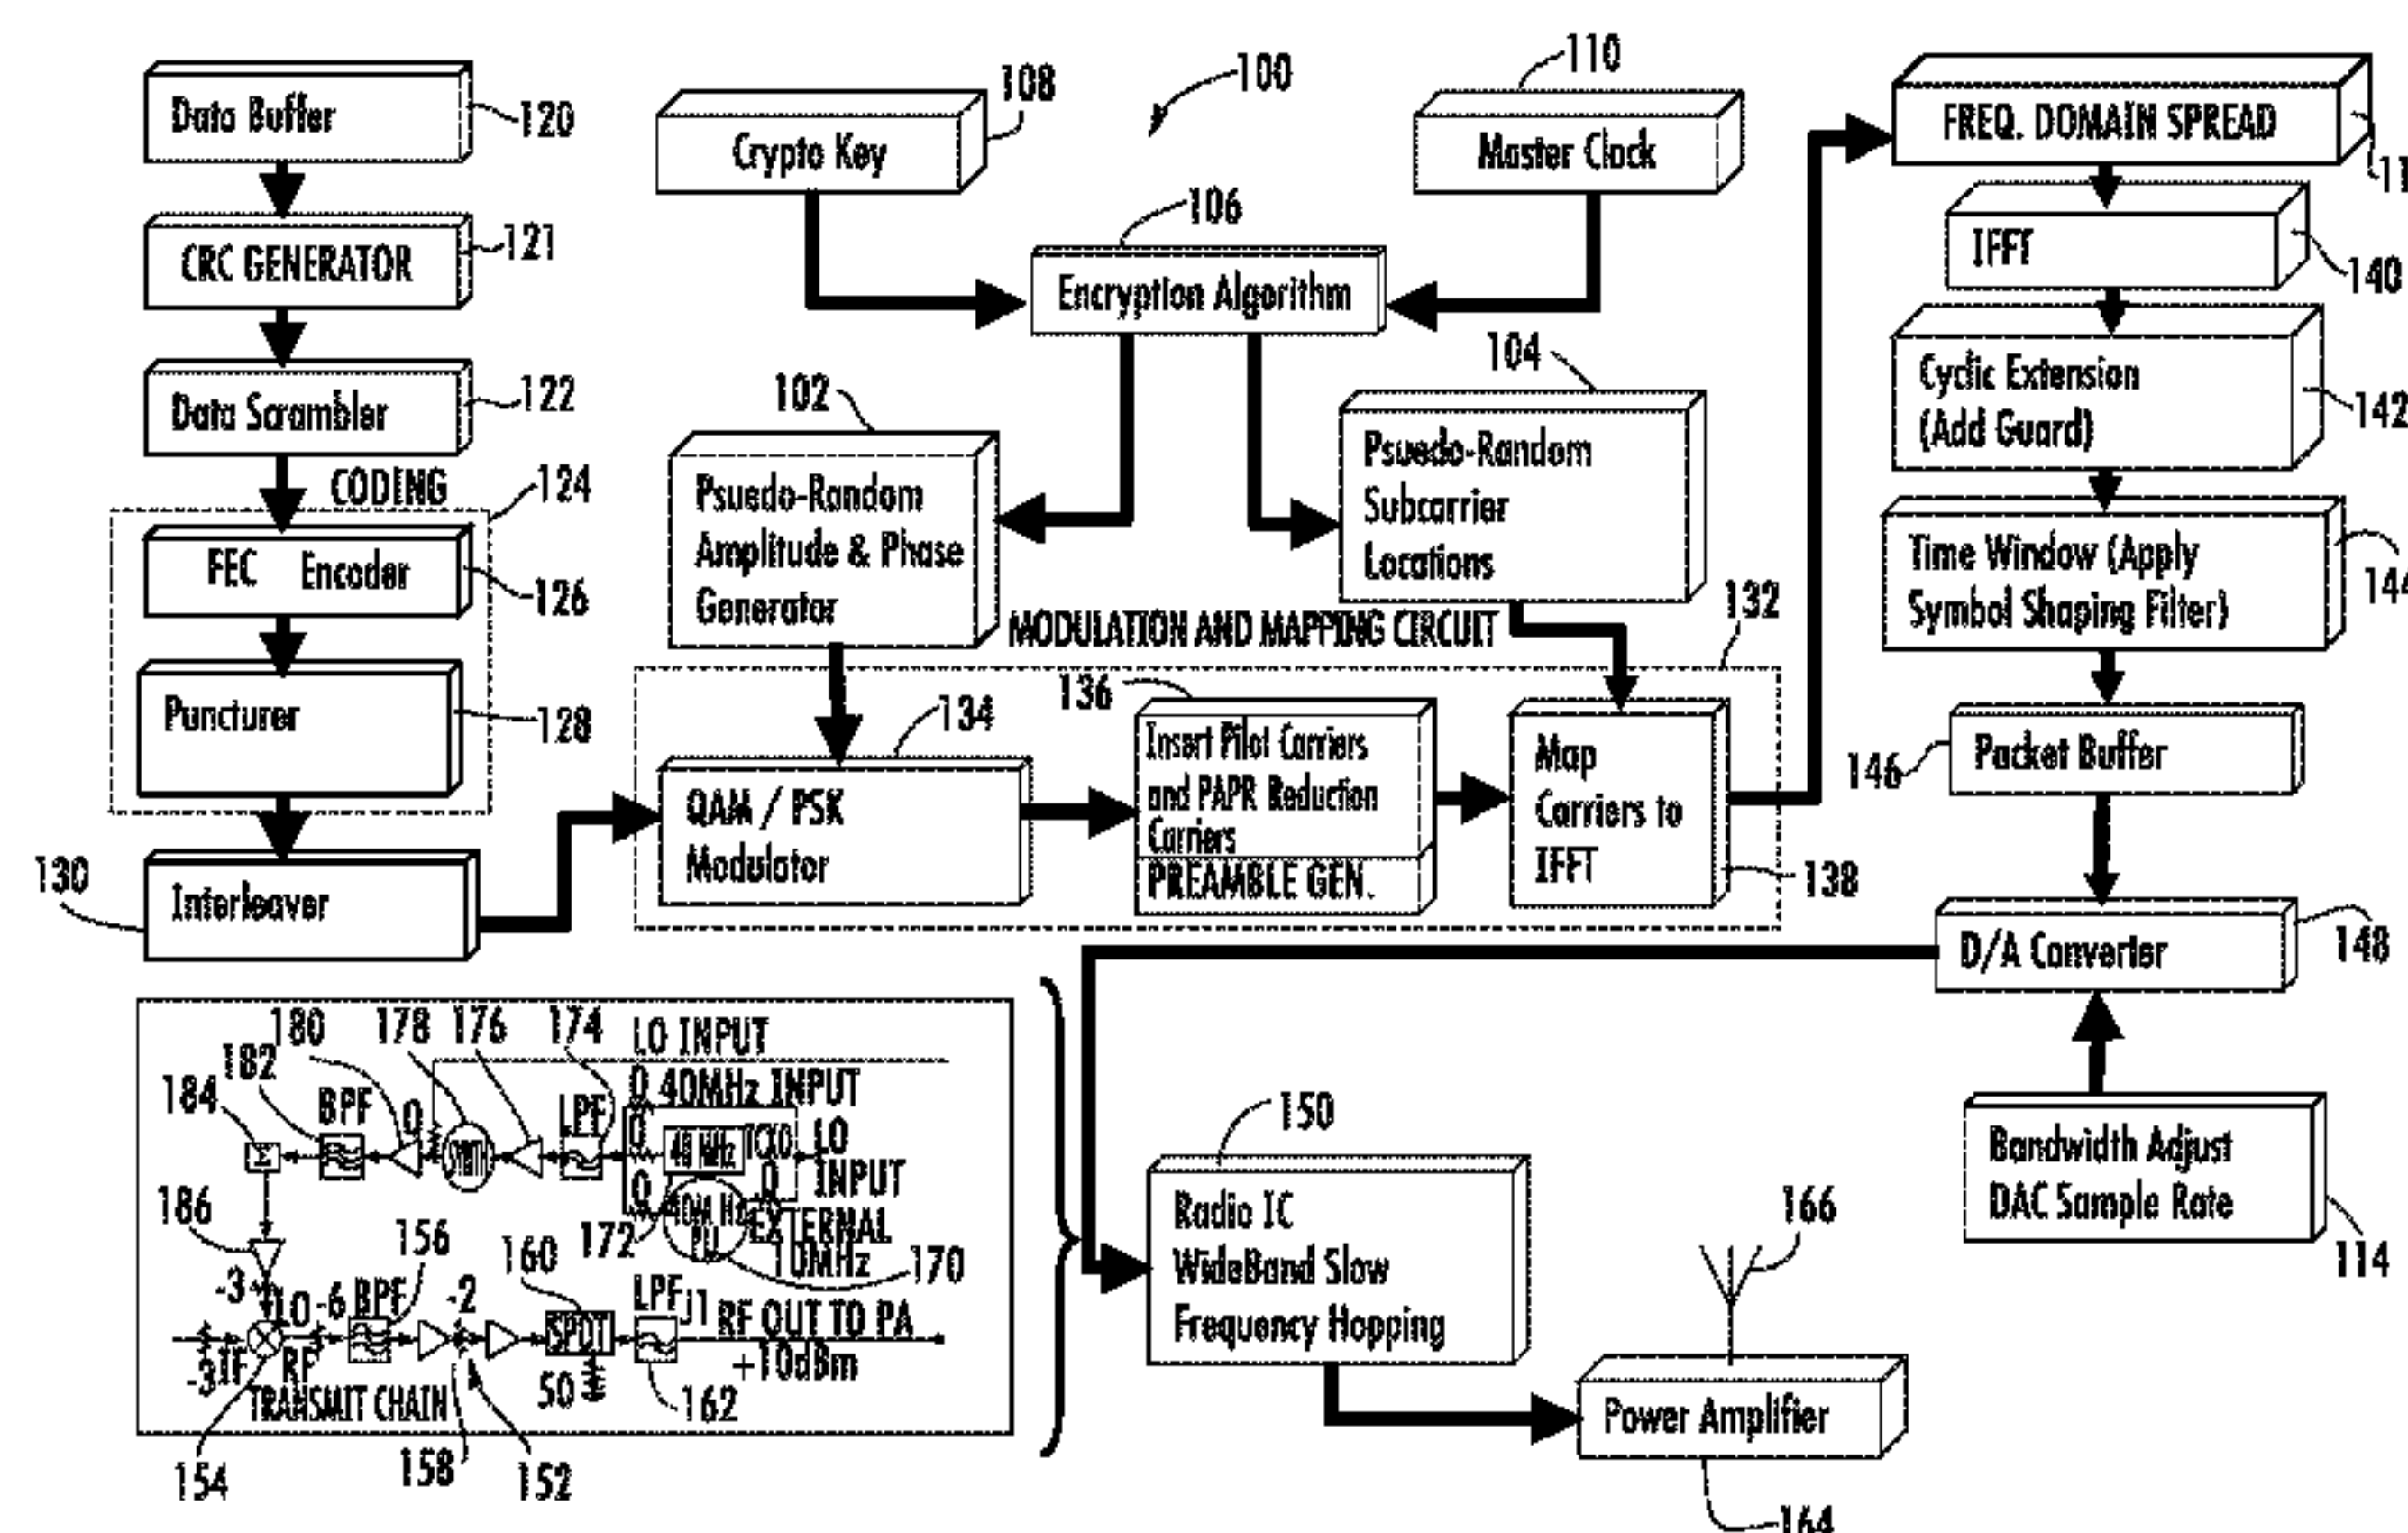 Data Buffer
120
CRC GENERATOR
121
Data Scrambler
122
CODING
124
FEC Encoder
126
Puncturer
128
130
Interleaver
100
108
Crypto Key
110
Master Clock
106
Encryption Algorithm
102
Psuedo-Random
Amplitude & Phase
Generator
104
Psuedo-Random
Subcarrier
Locations
MODULATION AND MAPPING CIRCUIT
132
134
QAM / PSK
Modulator
136
Insert Pilot Carriers
and PAPR Reduction
Carriers
PREAMBLE GEN.
Map
Carriers to
IFFT
138
FREQ. DOMAIN SPREAD
IFFT
140
Cyclic Extension
(Add Guard)
142
Time Window (Apply
Symbol Shaping Filter)
144
146
Packet Buffer
D/A Converter
148
Bandwidth Adjust
DAC Sample Rate
114
150
Radio IC
WideBand Slow
Frequency Hopping
166
Power Amplifier
164
180
178
176
174
LO INPUT
182
184
BPF
0
LPF
0
40MHz INPUT
0
40 MHz
TCXO
LO
INPUT
SYNTH
Σ
0
0
172
EXTERNAL
10MHz
170
186
156
160
-3
LO
-6
BPF
-2
SPDT
LPF
J1
RF OUT TO PA
+10dBm
-3
IF
RF
50
162
TRANSMIT CHAIN
154
158
152